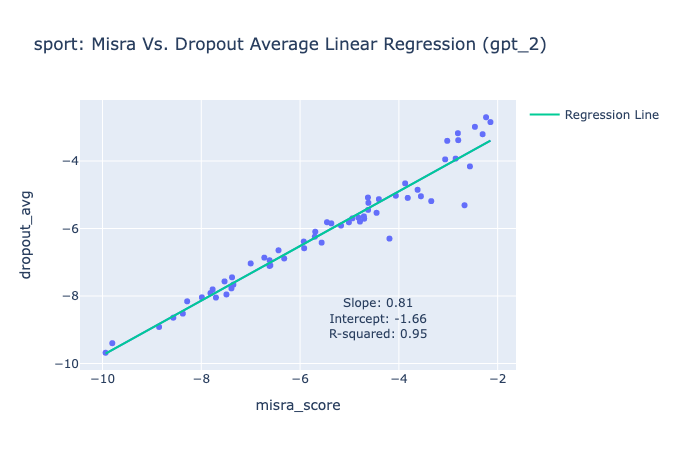 sport: Misra Vs. Dropout Average Linear Regression (gpt_2)
Regression Line
dropout_avg
−4
−6
−8
−10
Slope: 0.81
Intercept: -1.66
R-squared: 0.95
−10
−8
−6
−4
−2
misra_score